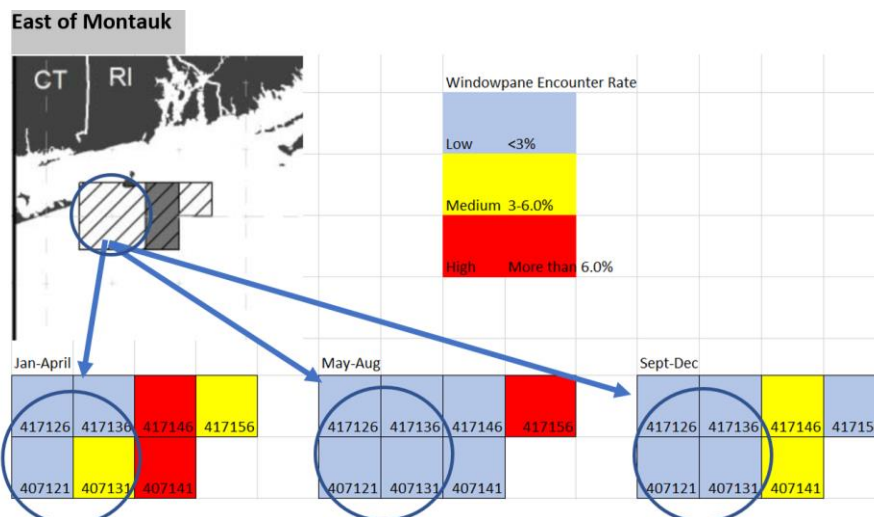 East of Montauk
CT RI
Windowpane Encounter Rate
Low <3%
Medium 3-6.0%
High More than 6.0%
Jan-April May-Aug Sept-Dec
417126 417136 417146 417156 417126 417136 417146 417156 417126 417136 417146 41715
407121 407131 407141 407121 407131 407141 407121 407131 407141